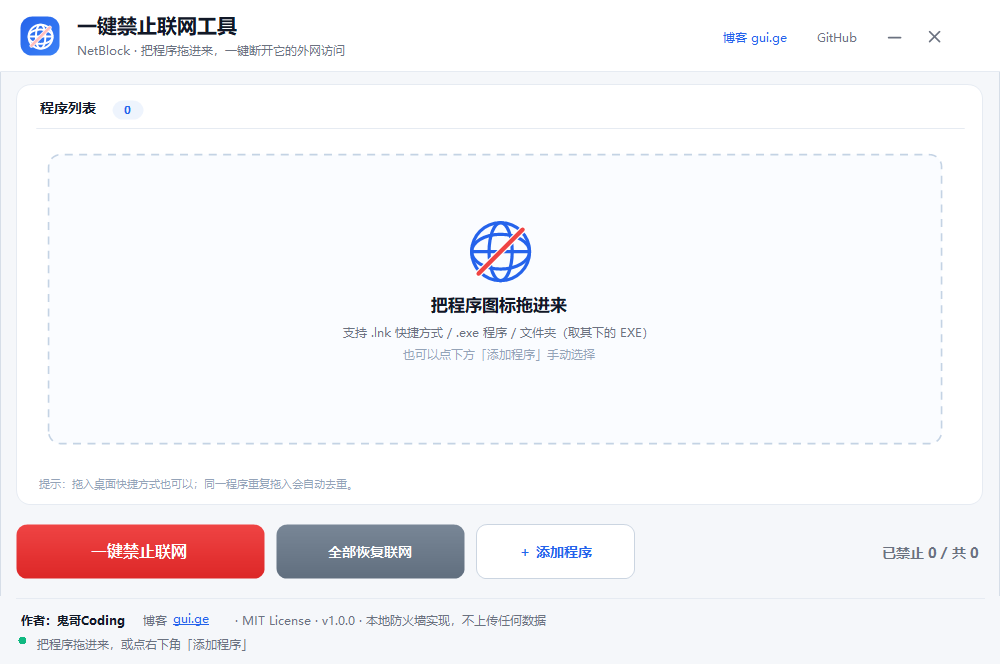 一键禁止联网工具
NetBlock · 把程序拖进来，一键断开它的外网访问
博客 gui.ge
GitHub
程序列表 0
把程序图标拖进来
支持 .lnk 快捷方式 / .exe 程序 / 文件夹（取其下的 EXE）
也可以点下方「添加程序」手动选择
提示：拖入桌面快捷方式也可以；同一程序重复拖入会自动去重。
一键禁止联网
全部恢复联网
+ 添加程序
已禁止 0 / 共 0
作者：鬼哥Coding 博客 gui.ge · MIT License · v1.0.0 · 本地防火墙实现，不上传任何数据
把程序拖进来，或点右下角「添加程序」